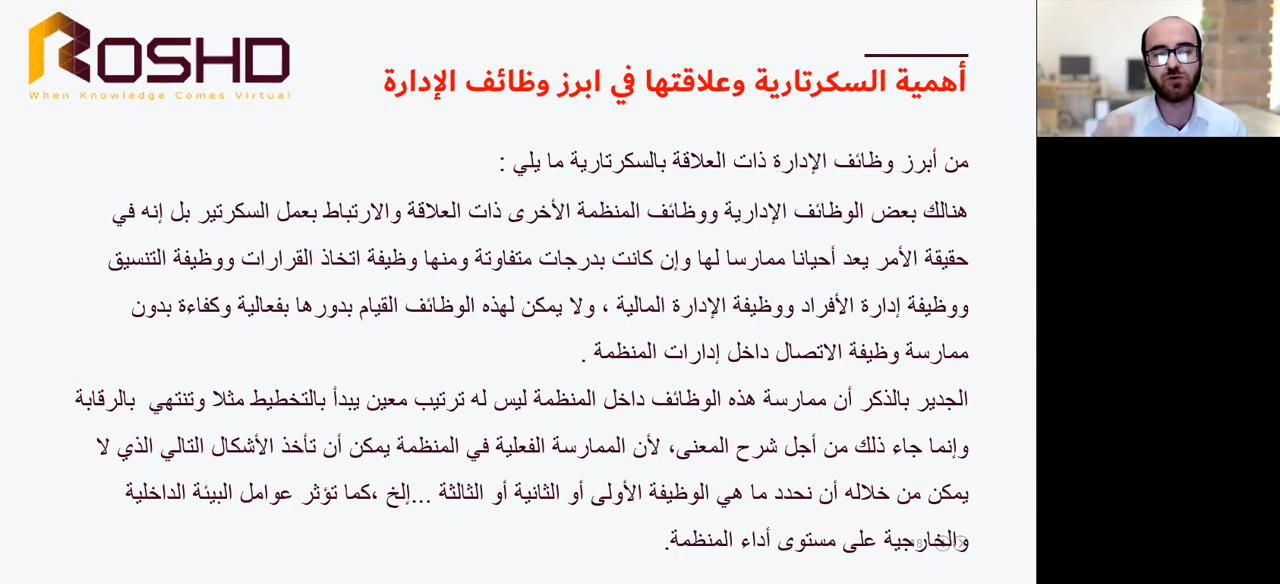 ROSHD
When Knowledge Comes Virtual
أهمية السكرتارية وعلاقتها في ابرز وظائف الإدارة
من أبرز وظائف الإدارة ذات العلاقة بالسكرتارية ما يلي :
هنالك بعض الوظائف الإدارية ووظائف المنظمة الأخرى ذات العلاقة والارتباط بعمل السكرتير بل إنه في
حقيقة الأمر يعد أحيانا ممارسا لها وإن كانت بدرجات متفاوتة ومنها وظيفة اتخاذ القرارات ووظيفة التنسيق
ووظيفة إدارة الأفراد ووظيفة الإدارة المالية ، ولا يمكن لهذه الوظائف القيام بدورها بفعالية وكفاءة بدون
ممارسة وظيفة الاتصال داخل إدارات المنظمة .
الجدير بالذكر أن ممارسة هذه الوظائف داخل المنظمة ليس له ترتيب معين يبدأ بالتخطيط مثلا وتنتهي بالرقابة
وإنما جاء ذلك من أجل شرح المعنى، لأن الممارسة الفعلية في المنظمة يمكن أن تأخذ الأشكال التالي الذي لا
يمكن من خلاله أن نحدد ما هي الوظيفة الأولى أو الثانية أو الثالثة ...إلخ ،كما تؤثر عوامل البيئة الداخلية
والخارجية على مستوى أداء المنظمة.